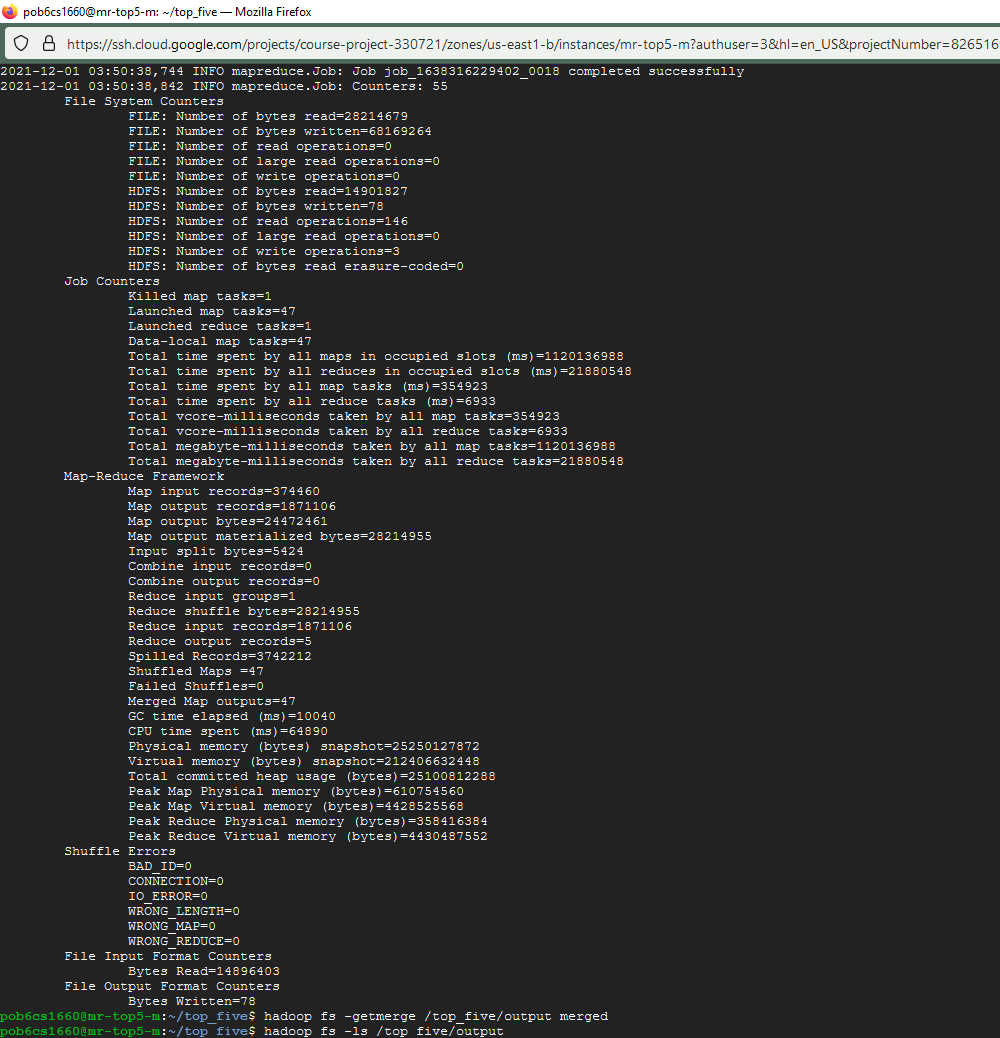 pob6cs1660@mr-top5-m: ~/top_five — Mozilla Firefox
https://ssh.cloud.google.com/projects/course-project-330721/zones/us-east1-b/instances/mr-top5-m?authuser=3&hl=en_US&projectNumber=826516
2021-12-01 03:50:38,744 INFO mapreduce.Job: Job job_1638316229402_0018 completed successfully
2021-12-01 03:50:38,842 INFO mapreduce.Job: Counters: 55
File System Counters
FILE: Number of bytes read=28214679
FILE: Number of bytes written=68169264
FILE: Number of read operations=0
FILE: Number of large read operations=0
FILE: Number of write operations=0
HDFS: Number of bytes read=14901827
HDFS: Number of bytes written=78
HDFS: Number of read operations=146
HDFS: Number of large read operations=0
HDFS: Number of write operations=3
HDFS: Number of bytes read erasure-coded=0
Job Counters
Killed map tasks=1
Launched map tasks=47
Launched reduce tasks=1
Data-local map tasks=47
Total time spent by all maps in occupied slots (ms)=1120136988
Total time spent by all reduces in occupied slots (ms)=21880548
Total time spent by all map tasks (ms)=354923
Total time spent by all reduce tasks (ms)=6933
Total vcore-milliseconds taken by all map tasks=354923
Total vcore-milliseconds taken by all reduce tasks=6933
Total megabyte-milliseconds taken by all map tasks=1120136988
Total megabyte-milliseconds taken by all reduce tasks=21880548
Map-Reduce Framework
Map input records=374460
Map output records=1871106
Map output bytes=24472461
Map output materialized bytes=28214955
Input split bytes=5424
Combine input records=0
Combine output records=0
Reduce input groups=1
Reduce shuffle bytes=28214955
Reduce input records=1871106
Reduce output records=5
Spilled Records=3742212
Shuffled Maps =47
Failed Shuffles=0
Merged Map outputs=47
GC time elapsed (ms)=10040
CPU time spent (ms)=64890
Physical memory (bytes) snapshot=25250127872
Virtual memory (bytes) snapshot=212406632448
Total committed heap usage (bytes)=25100812288
Peak Map Physical memory (bytes)=610754560
Peak Map Virtual memory (bytes)=4428525568
Peak Reduce Physical memory (bytes)=358416384
Peak Reduce Virtual memory (bytes)=4430487552
Shuffle Errors
BAD_ID=0
CONNECTION=0
IO_ERROR=0
WRONG_LENGTH=0
WRONG_MAP=0
WRONG_REDUCE=0
File Input Format Counters
Bytes Read=14896403
File Output Format Counters
Bytes Written=78
pob6cs1660@mr-top5-m:~/top_five$ hadoop fs -getmerge /top_five/output merged
pob6cs1660@mr-top5-m:~/top_five$ hadoop fs -ls /top_five/output